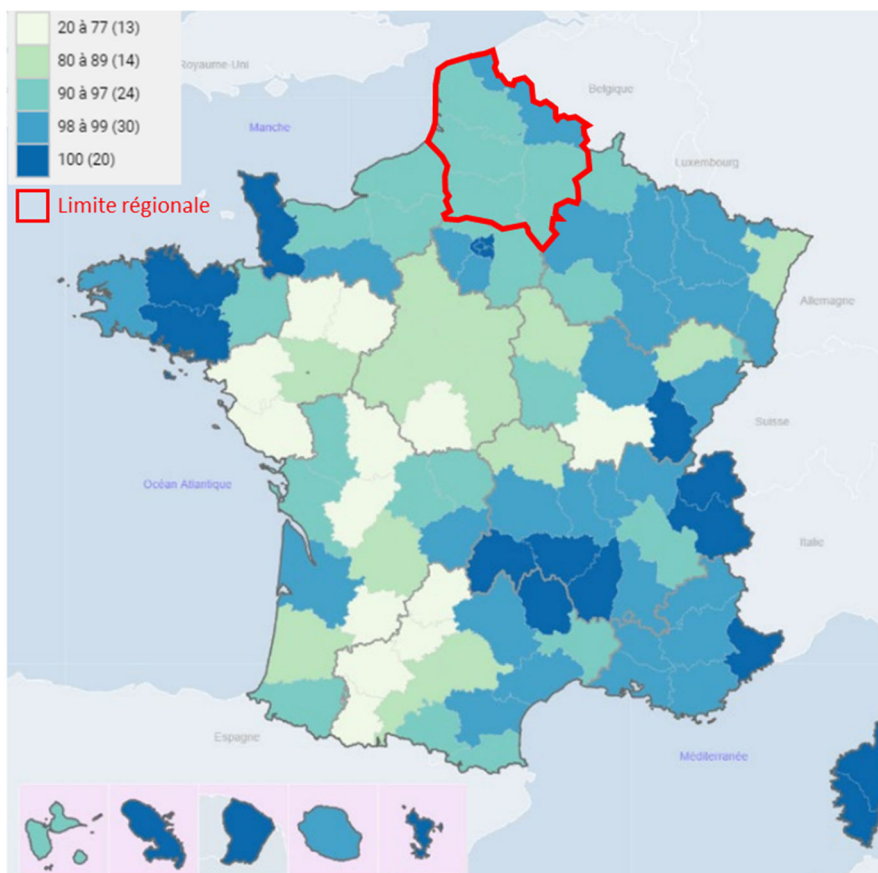 20 à 77 (13)
80 à 89 (14)
90 à 97 (24)
98 à 99 (30)
100 (20)
Limite régionale
Royaume-Uni
Belgique
Manche
Luxembourg
Allemagne
Suisse
Océan Atlantique
Italie
Espagne
Méditerranée